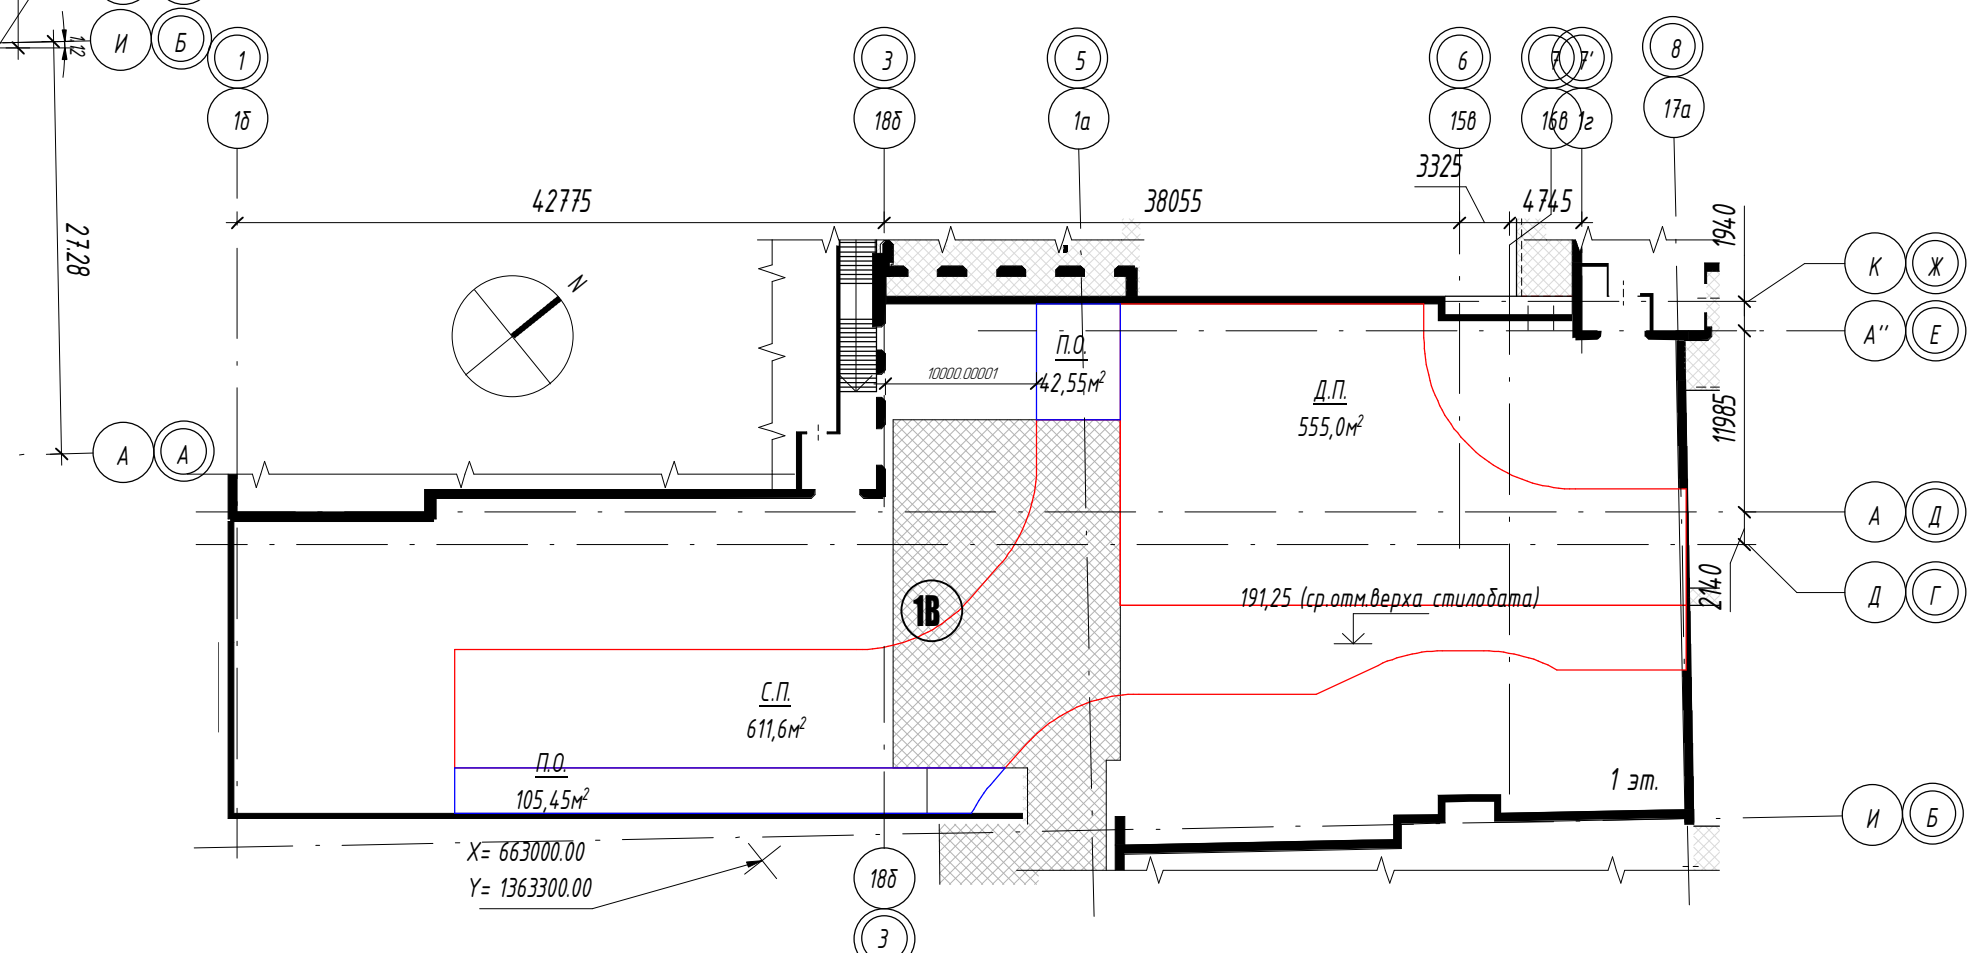 И Б
1.12
1 3 5 6 7 7' 8
1б 18б 1а 15в 16в 1г 17а
3325
42775 38055 4745
1940
27.28
N
К Ж
А'' Е
П.О.
42,55м²
10000.00001
Д.П.
555,0м²
11985
А А
А Д
1В
191,25 (ср.отм.верха стилобата)
2140
Д Г
С.П.
611,6м²
П.О.
105,45м²
1 эт.
И Б
X= 663000.00
Y= 1363300.00
18б
3